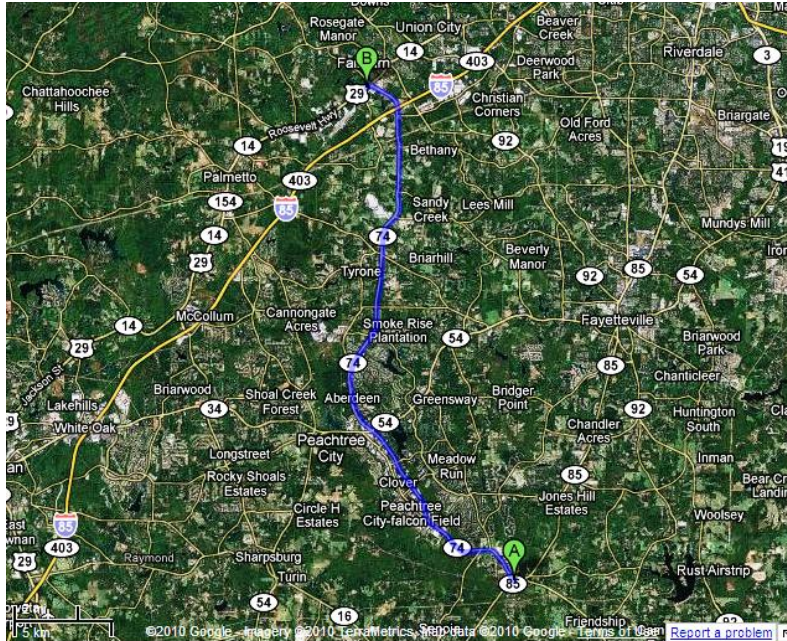 Downs
Rosegate
Manor
Union City
Beaver
Creek
14
403
Riverdale
3
B
Deerwood
Park
29
85
Chattahoochee
Hills
Christian
Corners
Old Ford
Acres
Briargate
Roosevelt Hwy
92
19
14
Bethany
41
Palmetto
403
154
85
Sandy
Creek
Lees Mill
Mundys Mill
14
74
Briarhill
Beverly
Manor
29
Tyrone
92
85
54
McCollum
Cannongate
Acres
Smoke Rise
Plantation
Fayetteville
14
54
Briarwood
Park
29
74
85
Chanticleer
Jackson St
Briarwood
Shoal Creek
Forest
Aberdeen
Greensway
Bridger
Point
Lakehills
34
92
Huntington
South
White Oak
54
Chandler
Acres
Peachtree
City
Longstreet
Meadow
Run
Inman
Rocky Shoals
Estates
85
Clover
Jones Hill
Estates
Circle H
Estates
Peachtree
City-falcon Field
Woolsey
85
403
74
A
Raymond
Sharpsburg
29
Turin
85
Rust Airstrip
54
16
Friendship
92
5 km
©2010 Google - Imagery ©2010 TerraMetrics, Map data ©2010 Google - Terms of Use
Report a problem